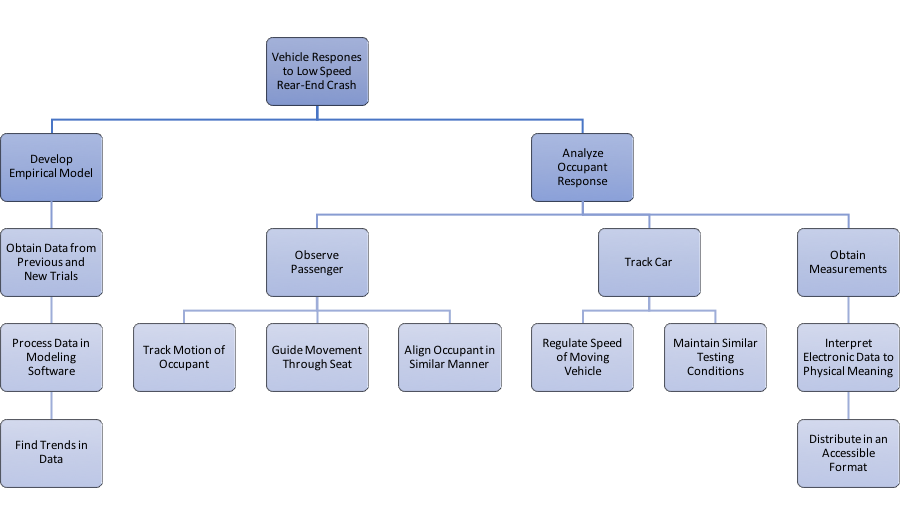 Vehicle Respones
to Low Speed
Rear-End Crash
Develop
Empirical Model
Analyze
Occupant
Response
Obtain Data from
Previous and
New Trials
Observe
Passenger
Track Car
Obtain
Measurements
Process Data in
Modeling
Software
Track Motion of
Occupant
Guide Movement
Through Seat
Align Occupant in
Similar Manner
Regulate Speed
of Moving
Vehicle
Maintain Similar
Testing
Conditions
Interpret
Electronic Data to
Physical Meaning
Find Trends in
Data
Distribute in an
Accessible
Format